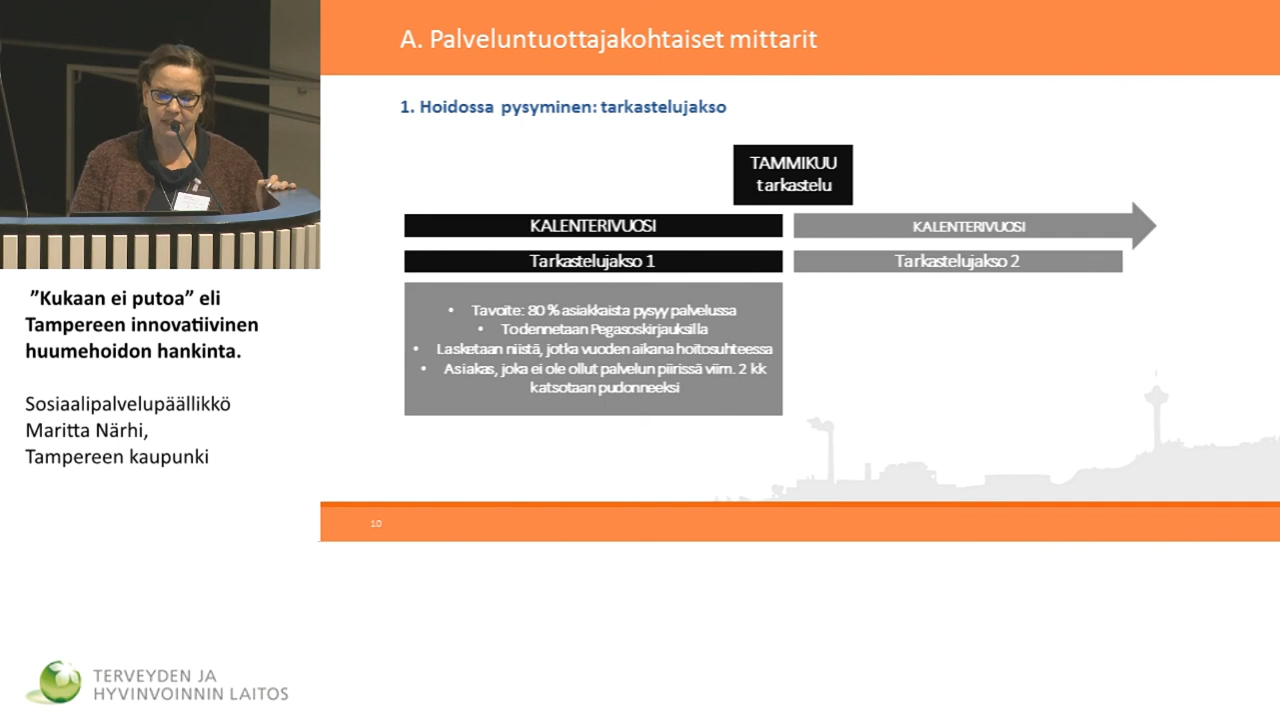 A. Palveluntuottajakohtaiset mittarit
1. Hoidossa pysyminen: tarkastelujakso
TAMMIKUU
tarkastelu
KALENTERIVUOSI
KALENTERIVUOSI
Tarkastelujakso 1
Tarkastelujakso 2
• Tavoite: 80 % asiakkaista pysyy palvelussa
• Todennetaan Pegasoskirjauksilla
• Lasketaan niistä, jotka vuoden aikana hoitosuhteessa
• Asiakas, joka ei ole ollut palvelun piirissä viim. 2 kk
katsotaan pudonneeksi
10
”Kukaan ei putoa” eli
Tampereen innovatiivinen
huumehoidon hankinta.
Sosiaalipalvelupäällikkö
Maritta Närhi,
Tampereen kaupunki
TERVEYDEN JA
HYVINVOINNIN LAITOS